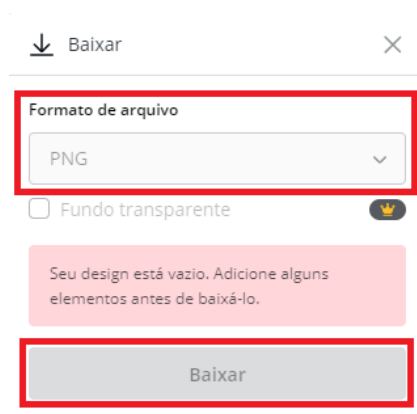 Baixar
Formato de arquivo
PNG
Fundo transparente
Seu design está vazio. Adicione alguns
elementos antes de baixá-lo.
Baixar